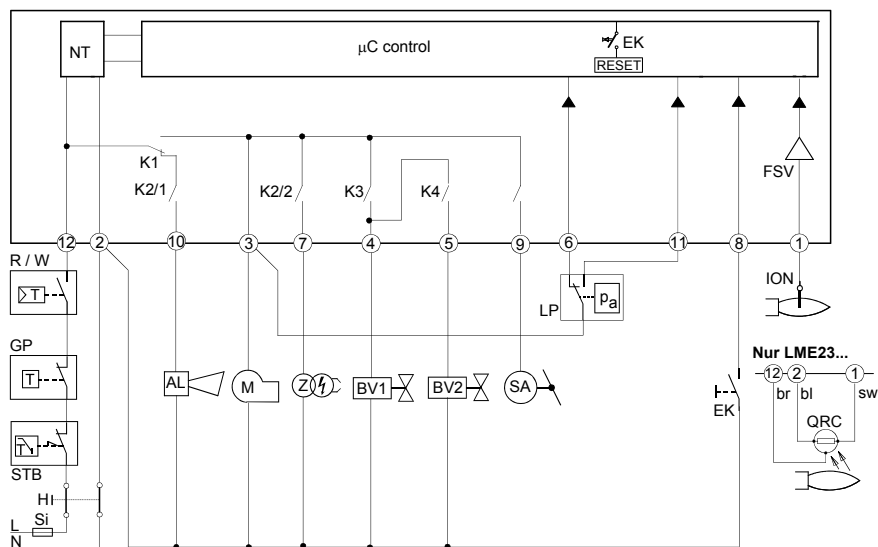 NT
µC control
EK
RESET
K1
K2/1
K2/2
K3
K4
FSV
12
2
10
3
7
4
5
9
6
11
8
1
R / W
T
GP
T
STB
T
H
L
Si
N
AL
M
Z
BV1
BV2
SA
LP
pa
EK
ION
Nur LME23...
12
2
1
br
bl
sw
QRC